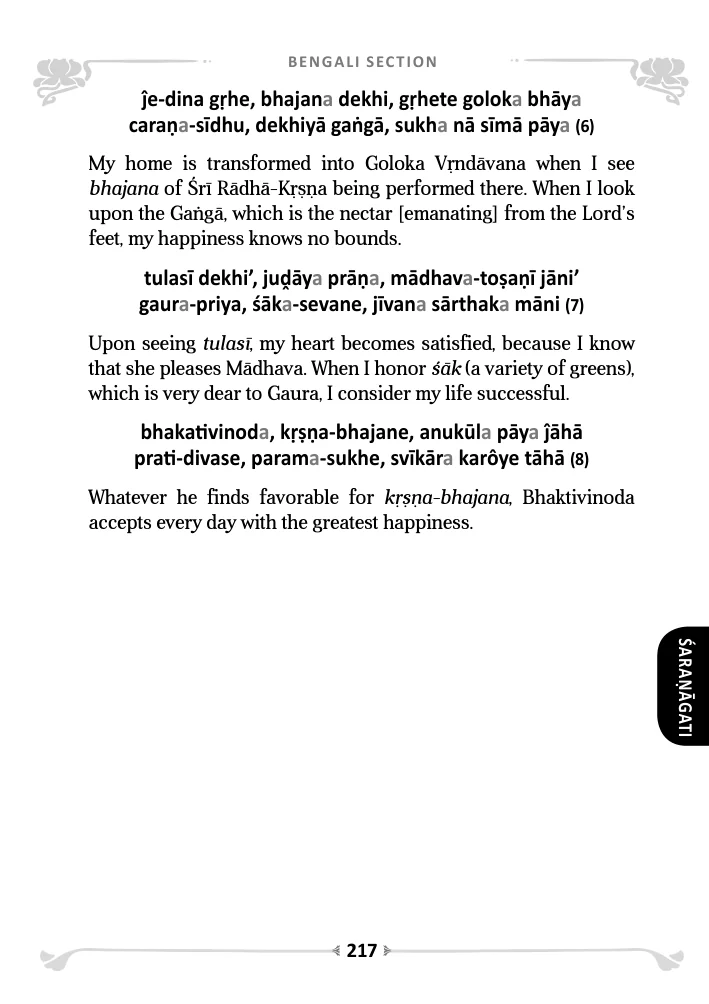 BENGALI SECTION
ĵe-dina gṛhe, bhajana dekhi, gṛhete goloka bhāya
caraṇa-sīdhu, dekhiyā gaṅgā, sukha nā sīmā pāya (6)
My home is transformed into Goloka Vṛndāvana when I see
bhajana of Śrī Rādhā-Kṛṣṇa being performed there. When I look
upon the Gaṅgā, which is the nectar [emanating] from the Lord’s
feet, my happiness knows no bounds.
tulasī dekhi’, juḓāya prāṇa, mādhava-toṣaṇī jāni’
gaura-priya, śāka-sevane, jīvana sārthaka māni (7)
Upon seeing tulasī, my heart becomes satisfied, because I know
that she pleases Mādhava. When I honor śāk (a variety of greens),
which is very dear to Gaura, I consider my life successful.
bhakativinoda, kṛṣṇa-bhajane, anukūla pāya ĵāhā
prati-divase, parama-sukhe, svīkāra karôye tāhā (8)
Whatever he finds favorable for kṛṣṇa-bhajana, Bhaktivinoda
accepts every day with the greatest happiness.
ŚARAṆĀGATI
217